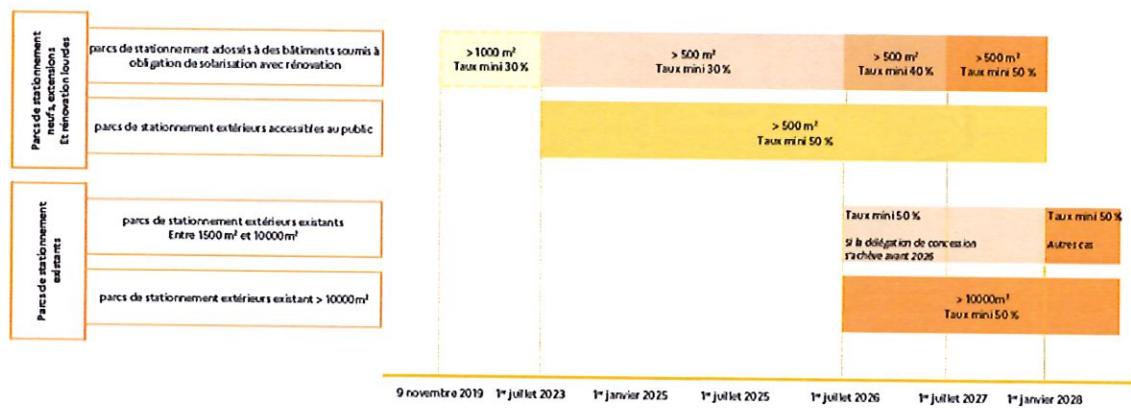 Parcs de stationnement
neufs, extensions
Et rénovation lourdes
parcs de stationnement adossés à des bâtiments soumis à
obligation de solarisation avec rénovation
> 1000 m²
Taux mini 30 %
> 500 m²
Taux mini 30 %
> 500 m²
Taux mini 40 %
> 500 m²
Taux mini 50 %
parcs de stationnement extérieurs accessibles au public
> 500 m²
Taux mini 50 %
Parcs de stationnement
existants
parcs de stationnement extérieurs existants
Entre 1500 m² et 10000m²
Taux mini 50 %
Si la délégation de concession
s'achève avant 2026
Taux mini 50 %
Autres cas
parcs de stationnement extérieurs existant > 10000m²
> 10000m²
Taux mini 50 %
9 novembre 2019
1er juillet 2023
1er janvier 2025
1er juillet 2025
1er juillet 2026
1er juillet 2027
1er janvier 2028